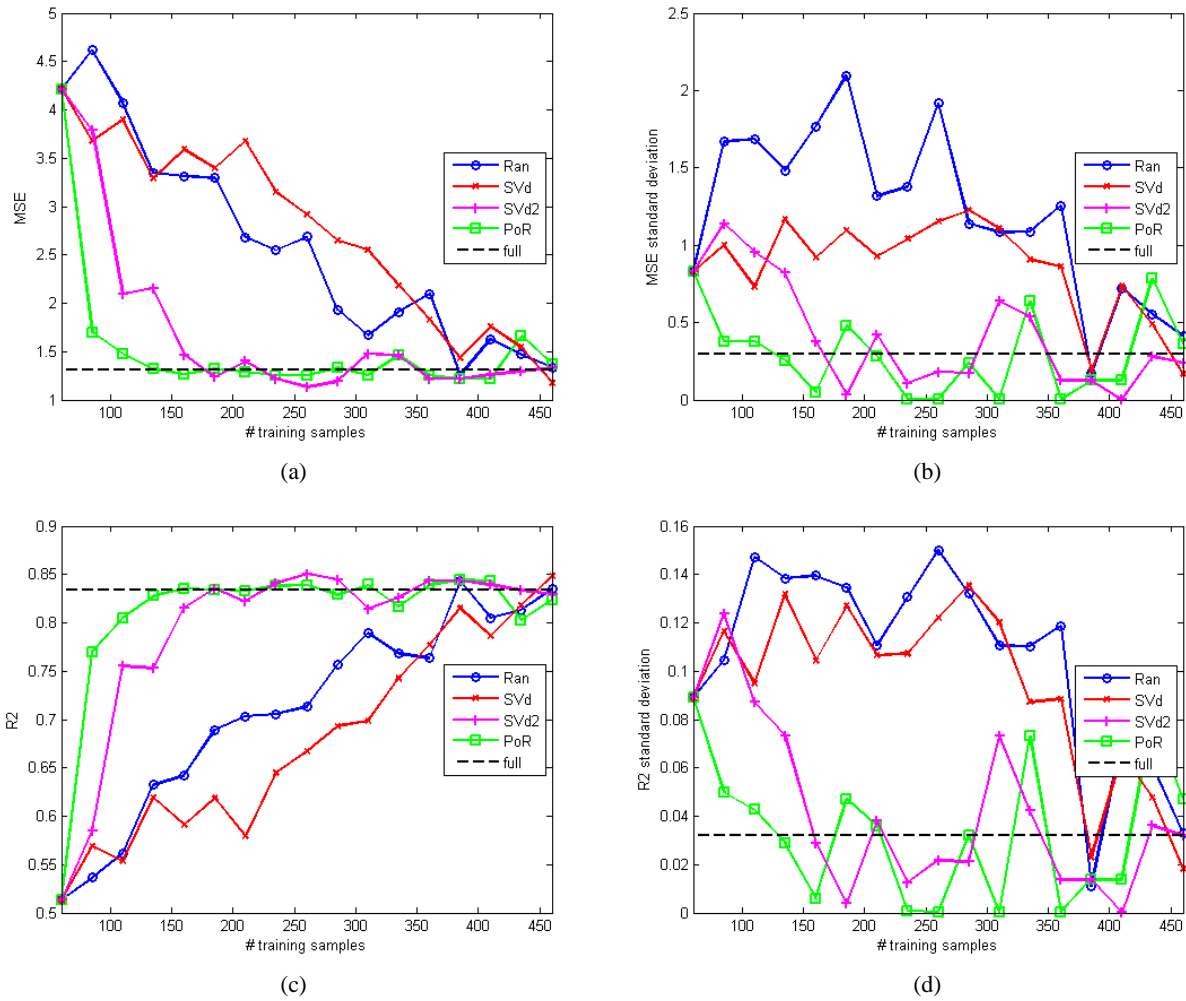 5
4.5
4
3.5
3
2.5
2
1.5
1
MSE
100 150 200 250 300 350 400 450
# training samples
Ran
SVd
SVd2
PoR
full
(a)
2.5
2
1.5
1
0.5
0
MSE standard deviation
100 150 200 250 300 350 400 450
# training samples
Ran
SVd
SVd2
PoR
full
(b)
0.9
0.85
0.8
0.75
0.7
0.65
0.6
0.55
0.5
R2
100 150 200 250 300 350 400 450
# training samples
Ran
SVd
SVd2
PoR
full
(c)
0.16
0.14
0.12
0.1
0.08
0.06
0.04
0.02
0
R2 standard deviation
100 150 200 250 300 350 400 450
# training samples
Ran
SVd
SVd2
PoR
full
(d)